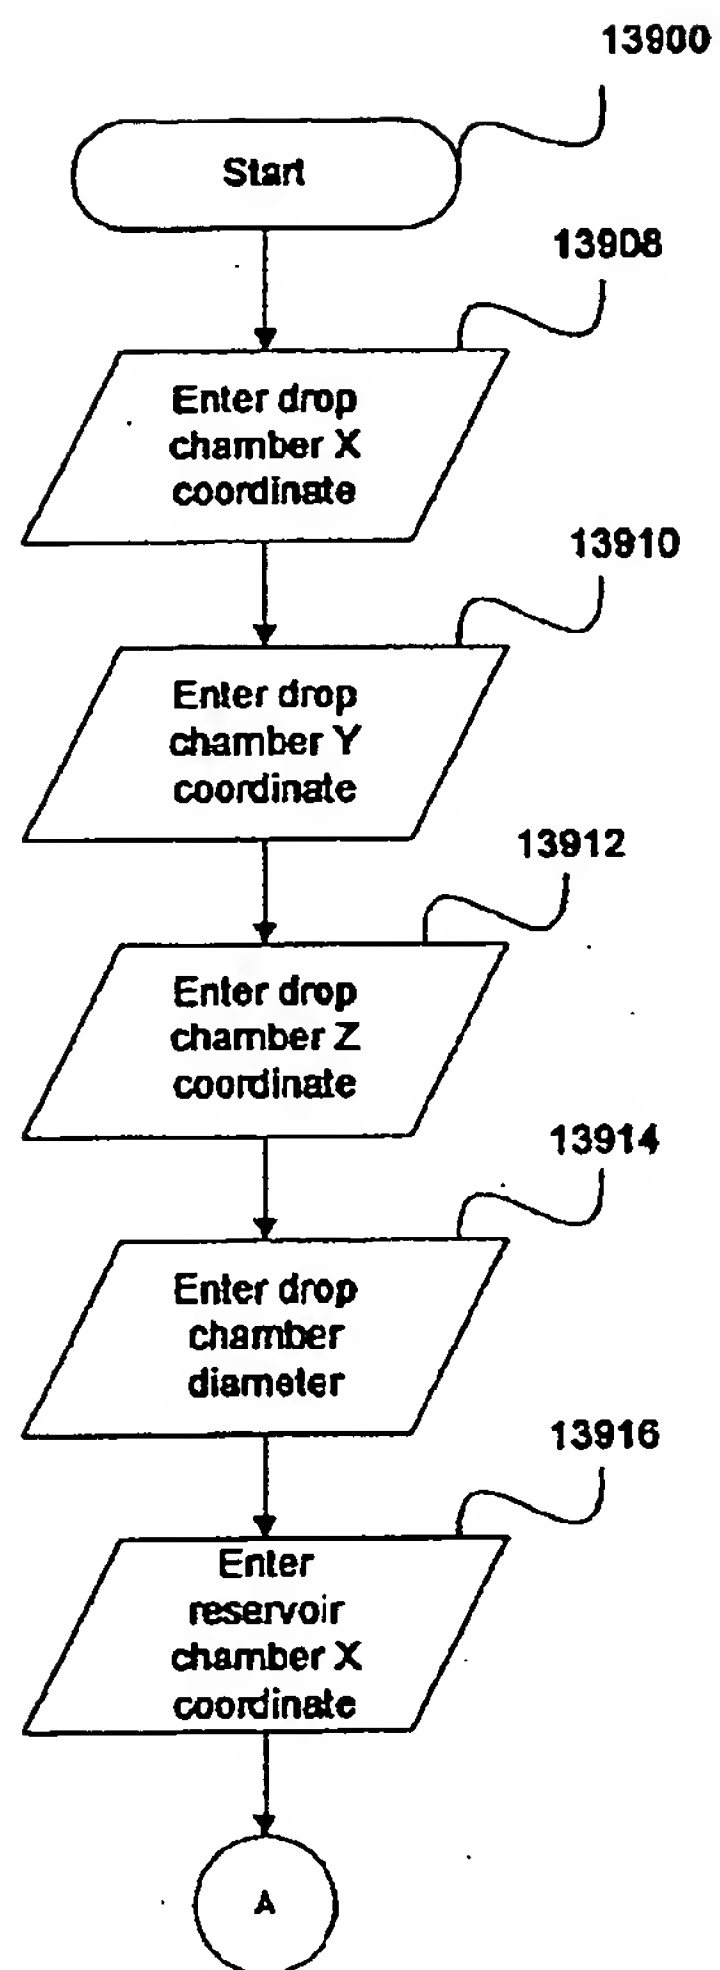 13900
Start
13908
Enter drop
chamber X
coordinate
13910
Enter drop
chamber Y
coordinate
13912
Enter drop
chamber Z
coordinate
13914
Enter drop
chamber
diameter
13916
Enter
reservoir
chamber X
coordinate
A